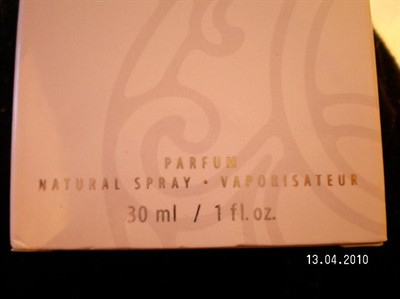 PARFUM
NATURAL SPRAY • VAPORISATEUR
30 ml / 1 fl. oz.
13.04.2010